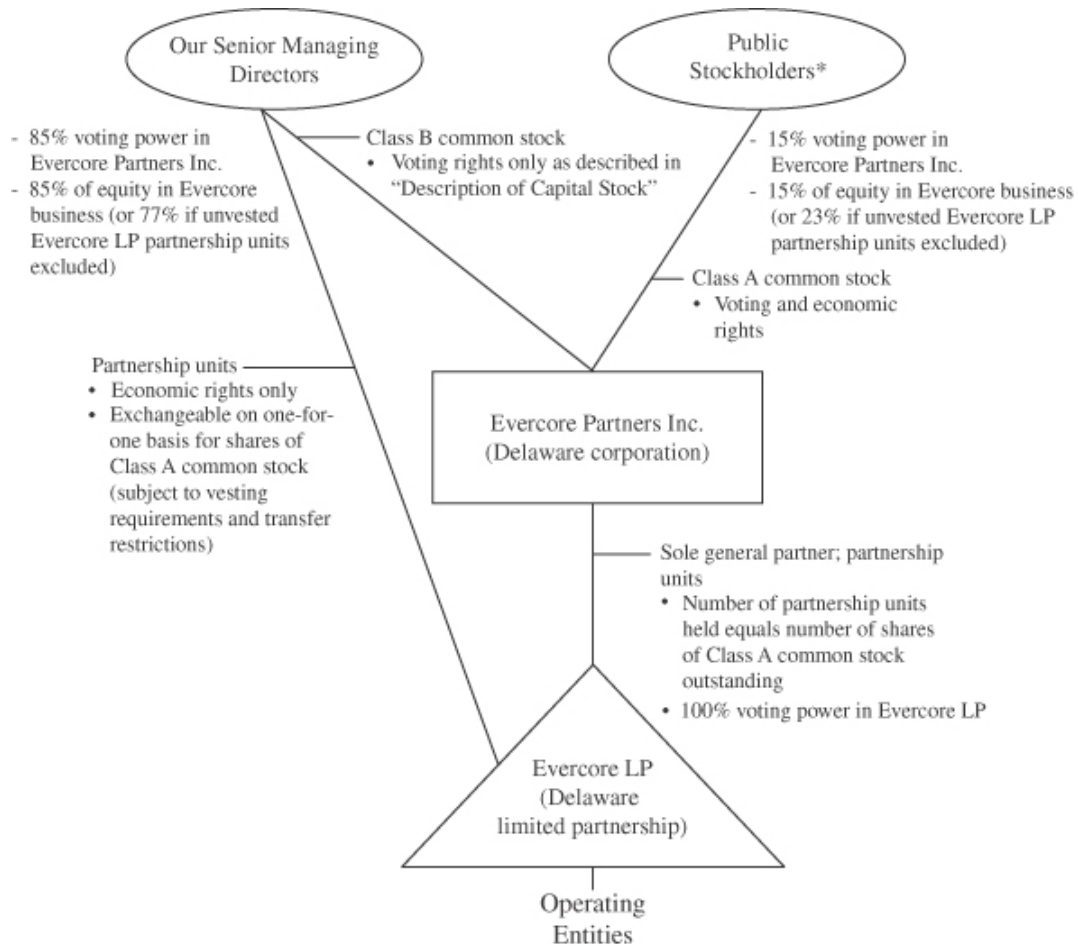 Our Senior Managing
Directors
Public
Stockholders*
- 85% voting power in
Evercore Partners Inc.
- 85% of equity in Evercore
business (or 77% if unvested
Evercore LP partnership units
excluded)
Class B common stock
• Voting rights only as described in
“Description of Capital Stock”
- 15% voting power in
Evercore Partners Inc.
- 15% of equity in Evercore business
(or 23% if unvested Evercore LP
partnership units excluded)
Class A common stock
• Voting and economic
rights
Partnership units
• Economic rights only
• Exchangeable on one-for-
one basis for shares of
Class A common stock
(subject to vesting
requirements and transfer
restrictions)
Evercore Partners Inc.
(Delaware corporation)
Sole general partner; partnership
units
• Number of partnership units
held equals number of shares
of Class A common stock
outstanding
• 100% voting power in Evercore LP
Evercore LP
(Delaware
limited partnership)
Operating
Entities